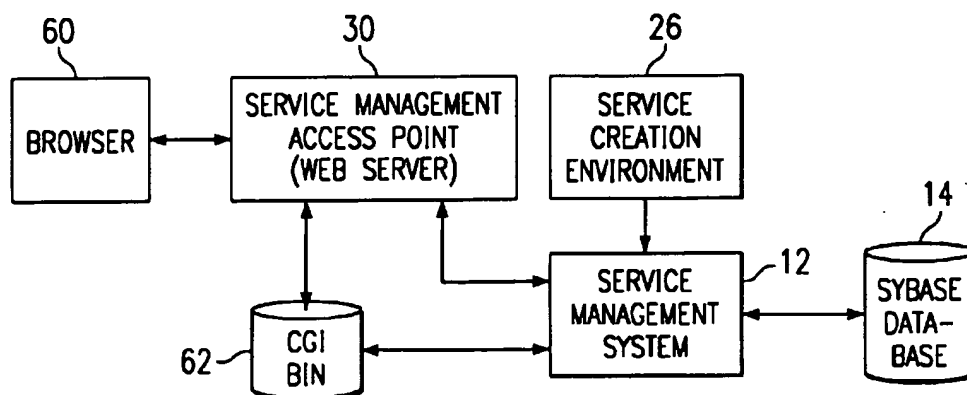 60
30
26
BROWSER
SERVICE MANAGEMENT
ACCESS POINT
(WEB SERVER)
SERVICE
CREATION
ENVIRONMENT
14
12
SERVICE
MANAGEMENT
SYSTEM
SYBASE
DATA-
BASE
62
CGI
BIN